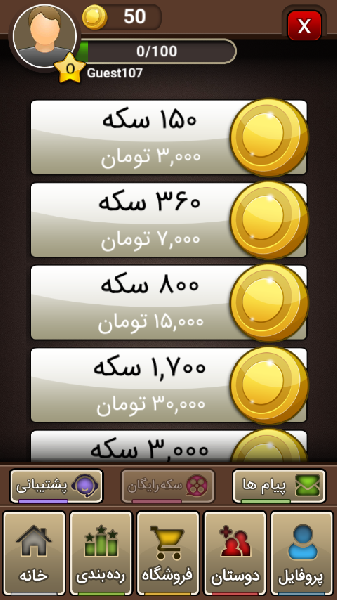 50
X
0/100
0
Guest107
۱۵۰ سکه
۳,۰۰۰ تومان
۳۶۰ سکه
۷,۰۰۰ تومان
۸۰۰ سکه
۱۵,۰۰۰ تومان
۱,۷۰۰ سکه
۳۰,۰۰۰ تومان
۳,۰۰۰ سکه
پیام ها
سکه رایگان
پشتیبانی
پروفایل
دوستان
فروشگاه
رده‌بندی
خانه